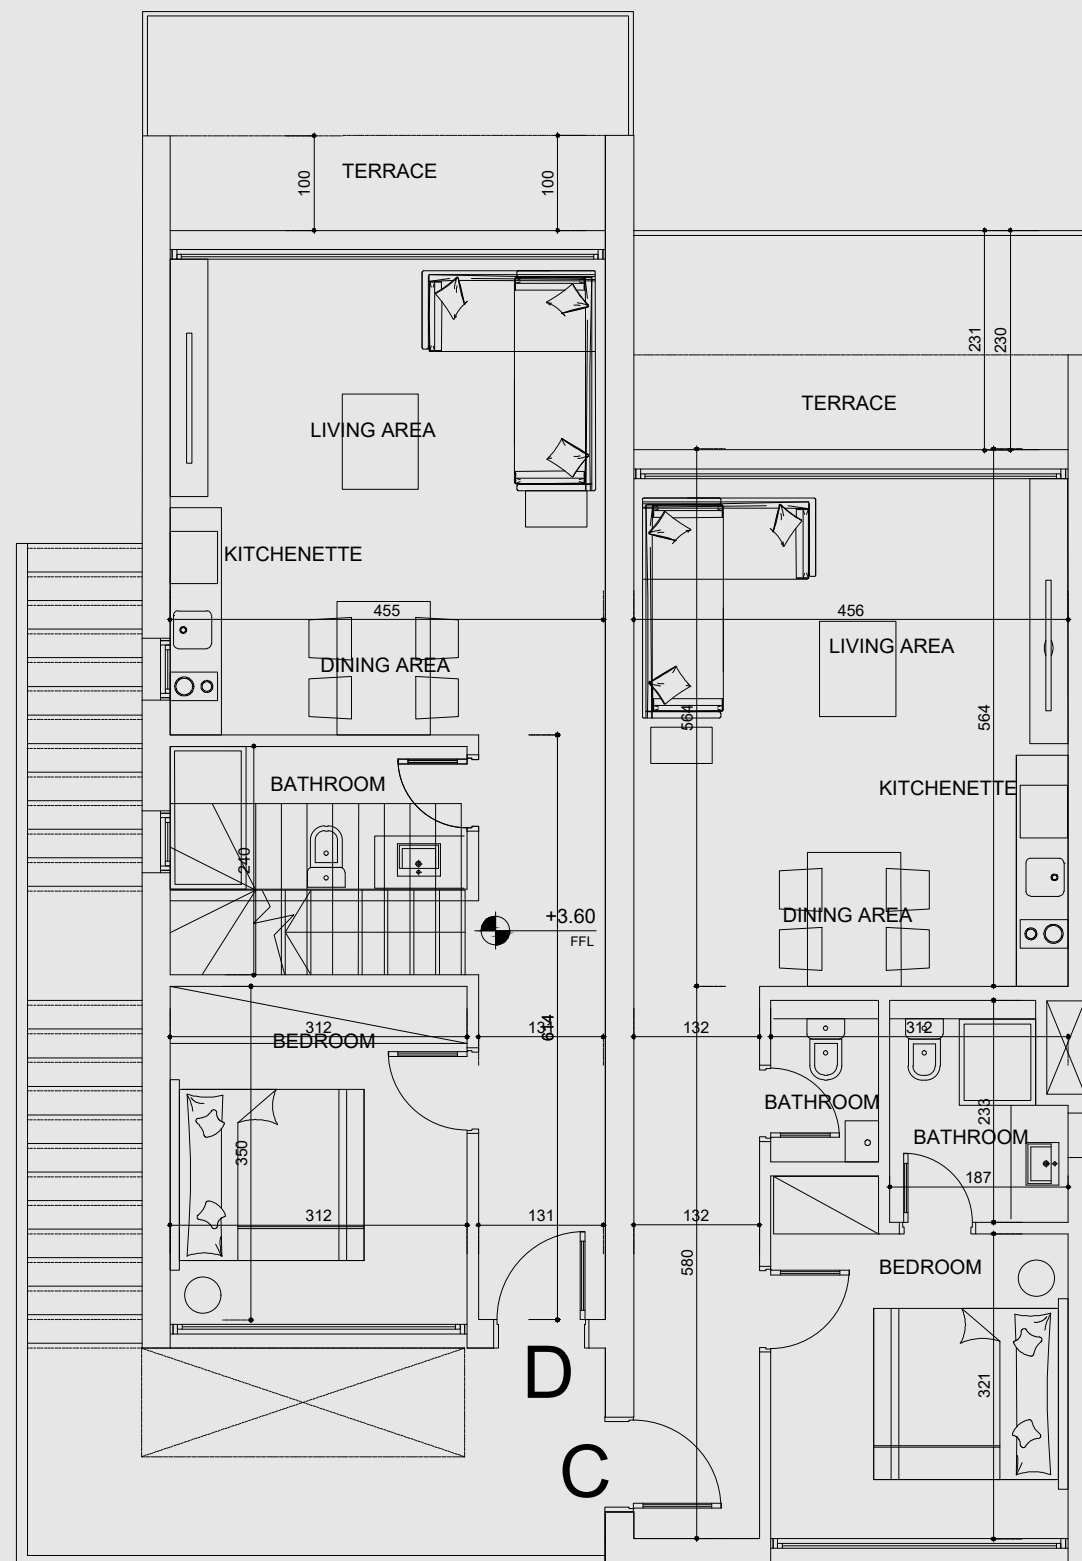 TERRACE
100
100
231
230
TERRACE
LIVING AREA
KITCHENETTE
455
456
LIVING AREA
DINING AREA
564
564
BATHROOM
KITCHENETTE
240
+3.60
FFL
DINING AREA
312
131
614
132
312
BEDROOM
BATHROOM
233
BATHROOM
350
187
312
131
132
580
BEDROOM
D
321
C